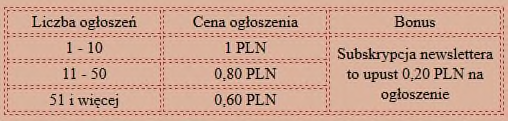 Liczba ogłoszeń Cena ogłoszenia Bonus
1 - 10 1 PLN
11 - 50 0,80 PLN
51 i więcej 0,60 PLN
Subskrypcja newslettera
to upust 0,20 PLN na
ogłoszenie